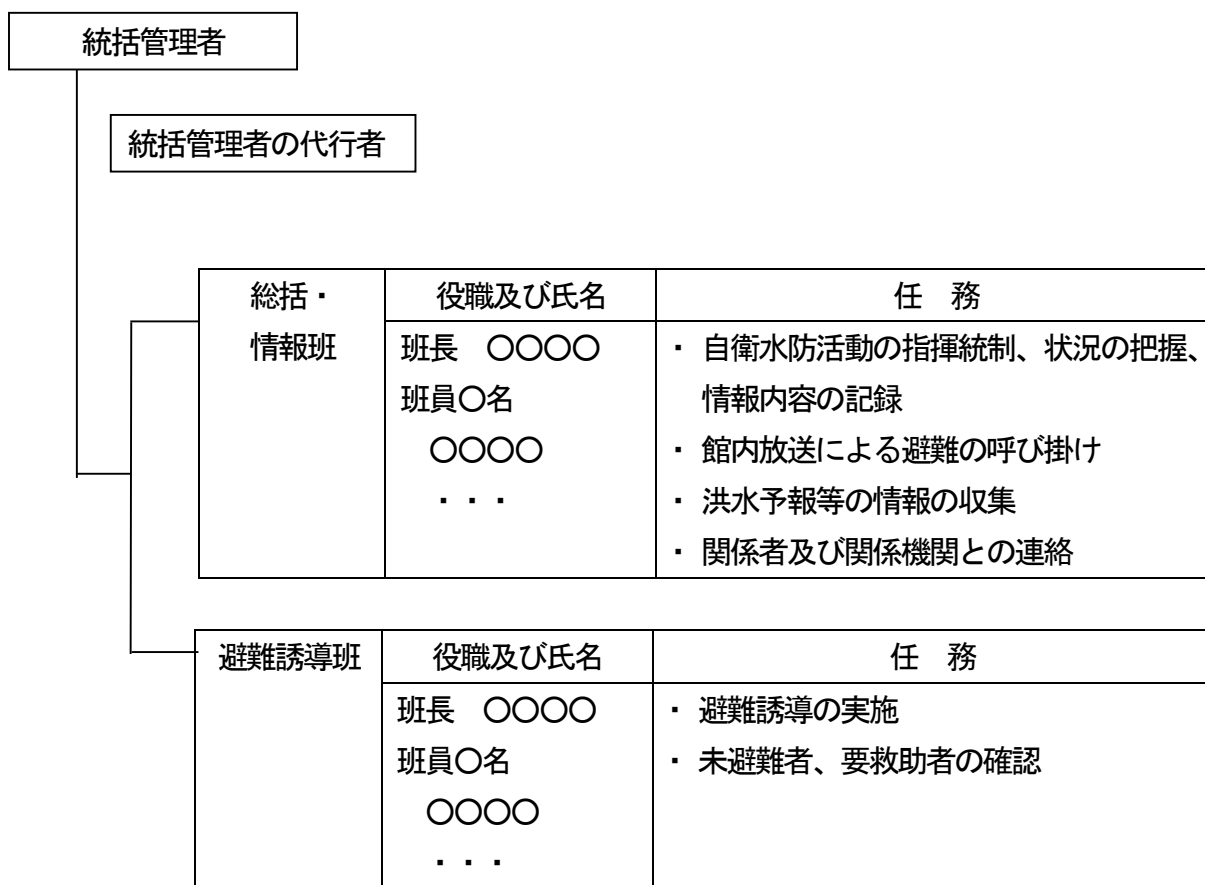 統括管理者
統括管理者の代行者
総括・
情報班
役職及び氏名
任　務
班長　〇〇〇〇
班員〇名
〇〇〇〇
・・・
・ 自衛水防活動の指揮統制、状況の把握、
情報内容の記録
・ 館内放送による避難の呼び掛け
・ 洪水予報等の情報の収集
・ 関係者及び関係機関との連絡
避難誘導班
役職及び氏名
任　務
班長　〇〇〇〇
班員〇名
〇〇〇〇
・・・
・ 避難誘導の実施
・ 未避難者、要救助者の確認